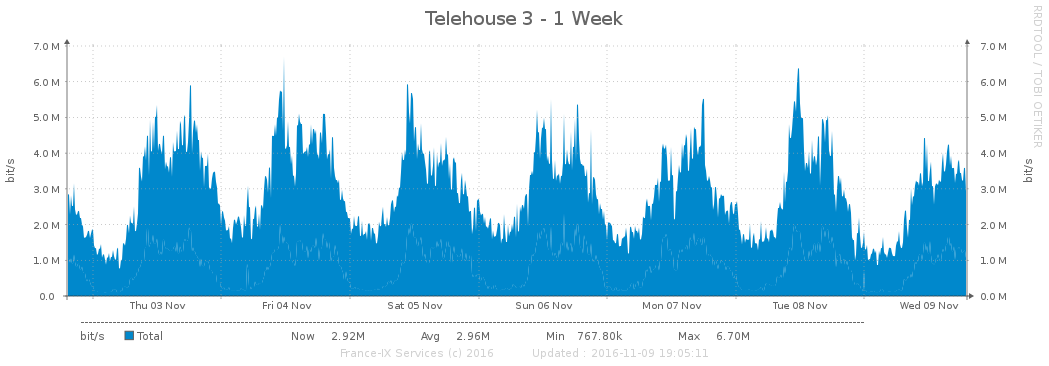 Telehouse 3 - 1 Week
RRDTOOL / TOBI OETIKER
bit/s
7.0 M 7.0 M
6.0 M 6.0 M
5.0 M 5.0 M
4.0 M 4.0 M
3.0 M 3.0 M
2.0 M 2.0 M
1.0 M 1.0 M
0.0 0.0 M
bit/s
Thu 03 Nov Fri 04 Nov Sat 05 Nov Sun 06 Nov Mon 07 Nov Tue 08 Nov Wed 09 Nov
bit/s Total Now 2.92M Avg 2.96M Min 767.80k Max 6.70M
France-IX Services (c) 2016 Updated : 2016-11-09 19:05:11